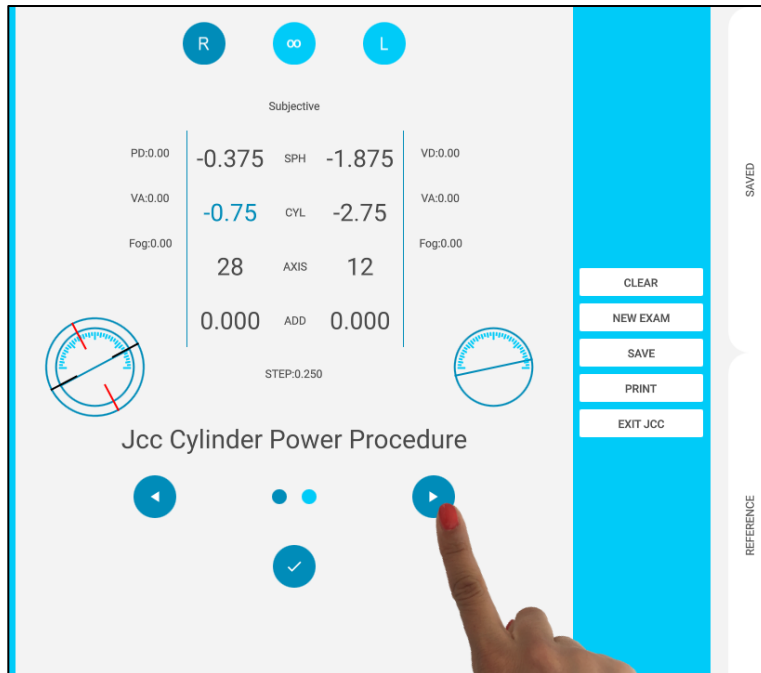 R ∞ L
Subjective
PD:0.00 -0.375 SPH -1.875 VD:0.00
VA:0.00 -0.75 CYL -2.75 VA:0.00
Fog:0.00 Fog:0.00
28 AXIS 12
0.000 ADD 0.000
STEP:0.250
Jcc Cylinder Power Procedure
CLEAR
NEW EXAM
SAVE
PRINT
EXIT JCC
SAVED
REFERENCE